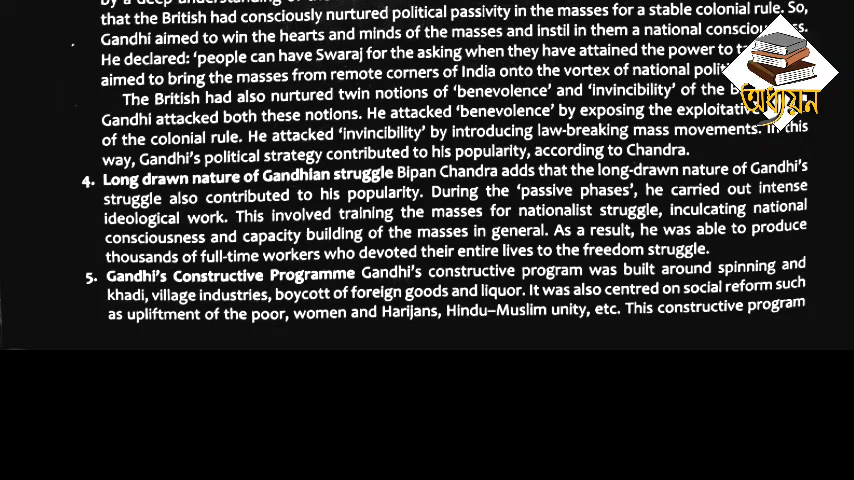 that the British had consciously nurtured political passivity in the masses for a stable colonial rule. So,
Gandhi aimed to win the hearts and minds of the masses and instil in them a national
He declared: 'people can have Swaraj for the asking when they have attained the power to
aimed to bring the masses from remote corners of India onto the vortex of national
The British had also nurtured twin notions of 'benevolence' and 'invincibility' of the
Gandhi attacked both these notions. He attacked 'benevolence' by exposing the
of the colonial rule. He attacked 'invincibility' by introducing law-breaking mass movements. In this
way, Gandhi's political strategy contributed to his popularity, according to Chandra.
4. Long drawn nature of Gandhian struggle Bipan Chandra adds that the long-drawn nature of Gandhi's
struggle also contributed to his popularity. During the 'passive phases', he carried out intense
ideological work. This involved training the masses for nationalist struggle, inculcating national
consciousness and capacity building of the masses in general. As a result, he was able to produce
thousands of full-time workers who devoted their entire lives to the freedom struggle.
5. Gandhi's Constructive Programme Gandhi's constructive program was built around spinning and
khadi, village industries, boycott of foreign goods and liquor. It was also centred on social reform such
as upliftment of the poor, women and Harijans, Hindu–Muslim unity, etc. This constructive program
অধ্যয়ন